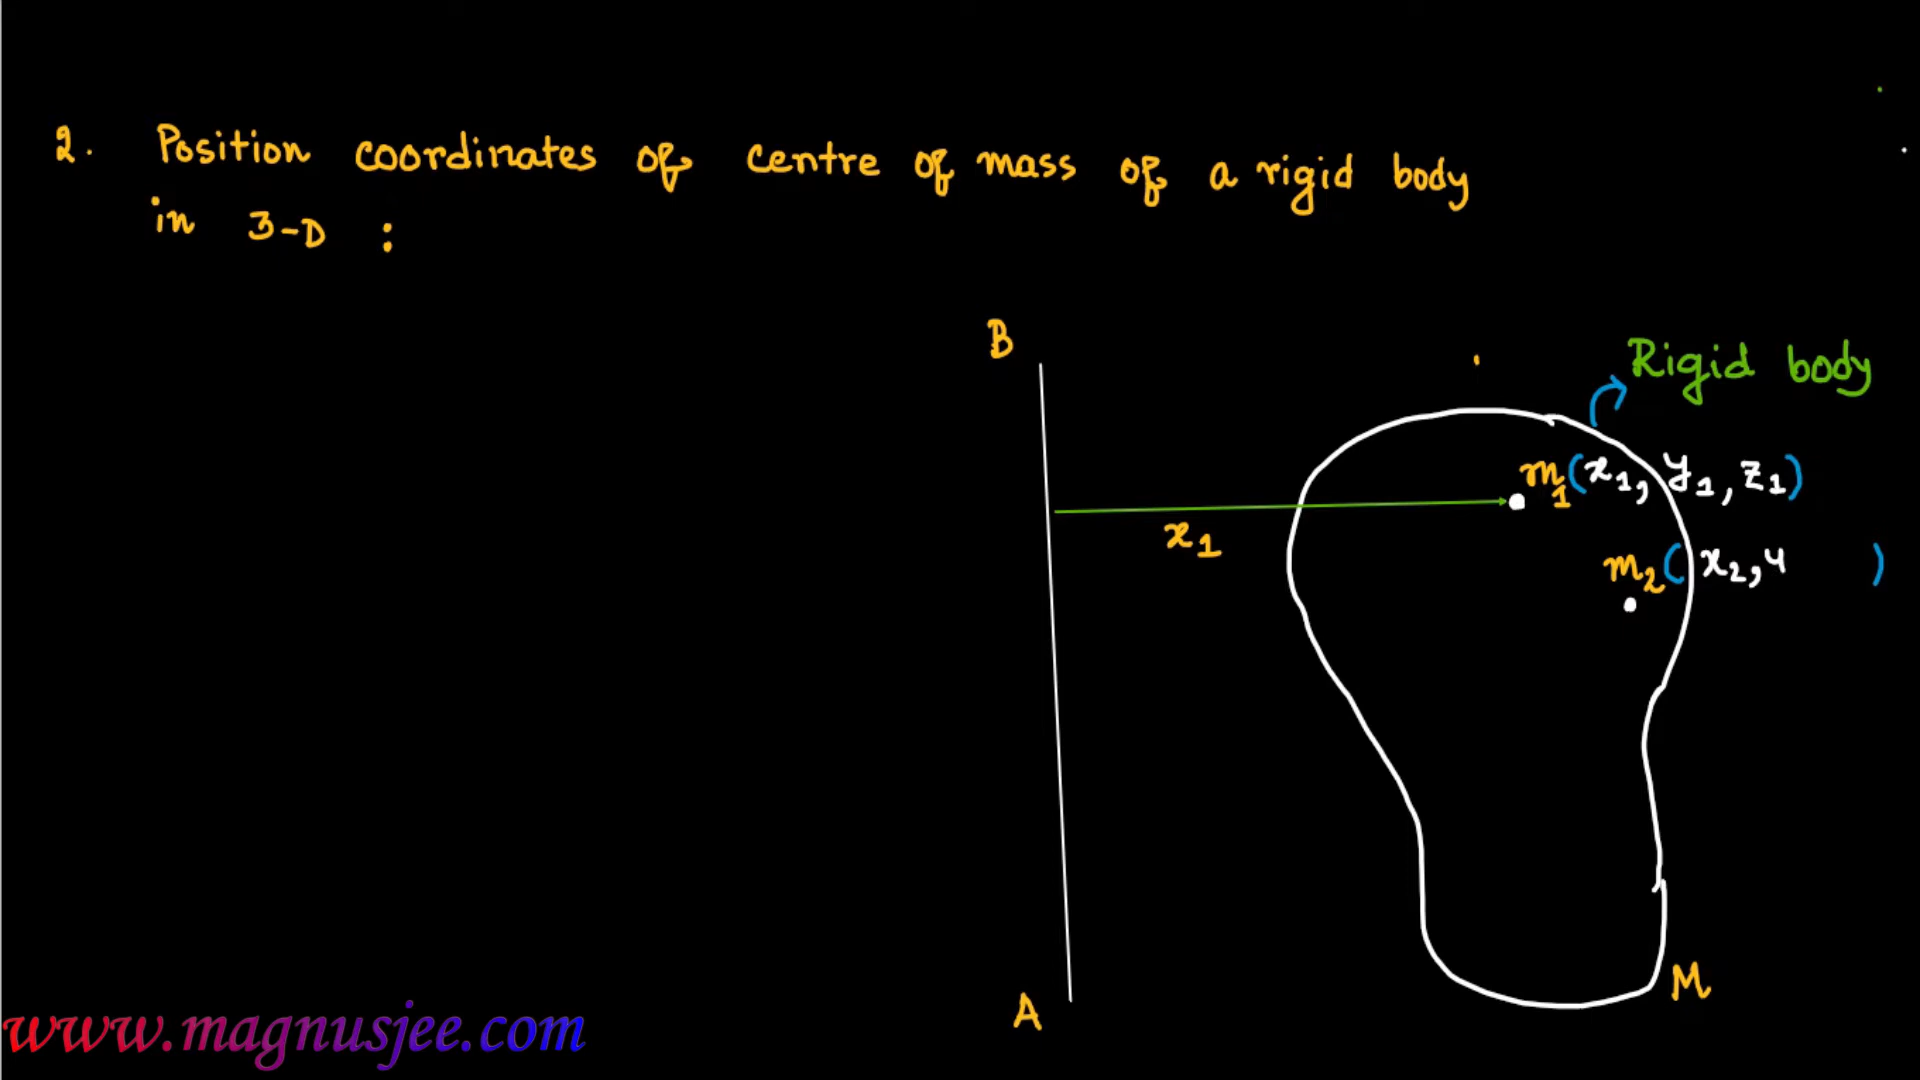 2. Position coordinates of centre of mass of a rigid body
in 3-D :
B
Rigid body
m1(x1, y1, z1)
x1
m2( x2, y )
M
A
www.magnusjee.com